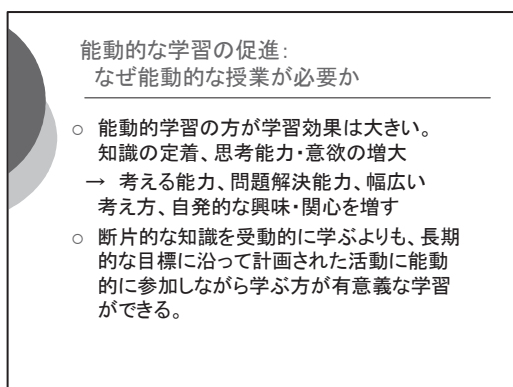 能動的な学習の促進:
なぜ能動的な授業が必要か
○ 能動的学習の方が学習効果は大きい。
知識の定着、思考能力・意欲の増大
→ 考える能力、問題解決能力、幅広い
考え方、自発的な興味・関心を増す
○ 断片的な知識を受動的に学ぶよりも、長期
的な目標に沿って計画された活動に能動
的に参加しながら学ぶ方が有意義な学習
ができる。